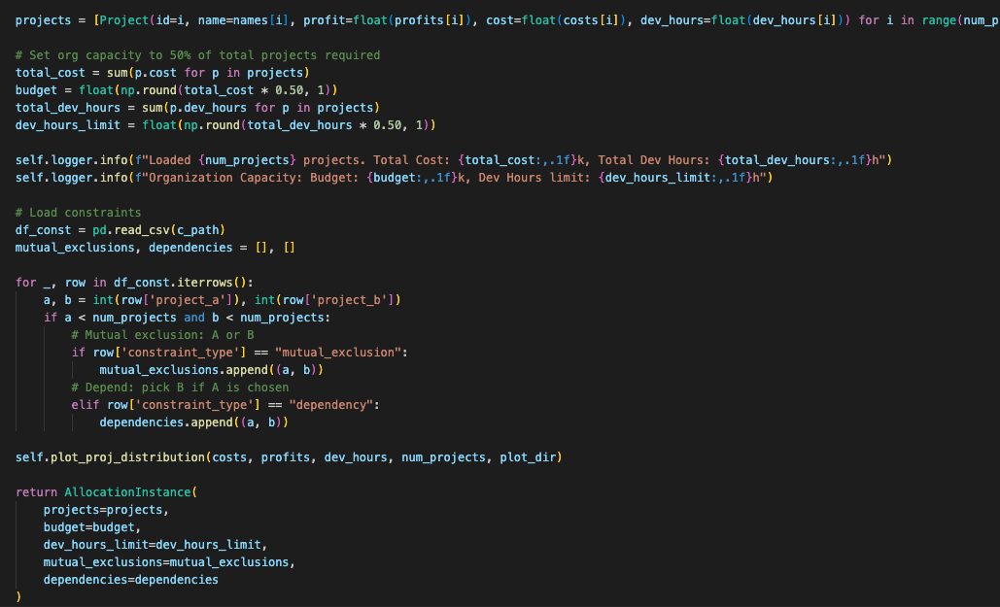 projects = [Project(id=i, name=names[i], profit=float(profits[i]), cost=float(costs[i]), dev_hours=float(dev_hours[i])) for i in range(num_p

# Set org capacity to 50% of total projects required
total_cost = sum(p.cost for p in projects)
budget = float(np.round(total_cost * 0.50, 1))
total_dev_hours = sum(p.dev_hours for p in projects)
dev_hours_limit = float(np.round(total_dev_hours * 0.50, 1))

self.logger.info(f"Loaded {num_projects} projects. Total Cost: {total_cost:,.1f}k, Total Dev Hours: {total_dev_hours:,.1f}h")
self.logger.info(f"Organization Capacity: Budget: {budget:,.1f}k, Dev Hours limit: {dev_hours_limit:,.1f}h")

# Load constraints
df_const = pd.read_csv(c_path)
mutual_exclusions, dependencies = [], []

for _, row in df_const.iterrows():
    a, b = int(row['project_a']), int(row['project_b'])
    if a < num_projects and b < num_projects:
        # Mutual exclusion: A or B
        if row['constraint_type'] == "mutual_exclusion":
            mutual_exclusions.append((a, b))
        # Depend: pick B if A is chosen
        elif row['constraint_type'] == "dependency":
            dependencies.append((a, b))

self.plot_proj_distribution(costs, profits, dev_hours, num_projects, plot_dir)

return AllocationInstance(
    projects=projects,
    budget=budget,
    dev_hours_limit=dev_hours_limit,
    mutual_exclusions=mutual_exclusions,
    dependencies=dependencies
)